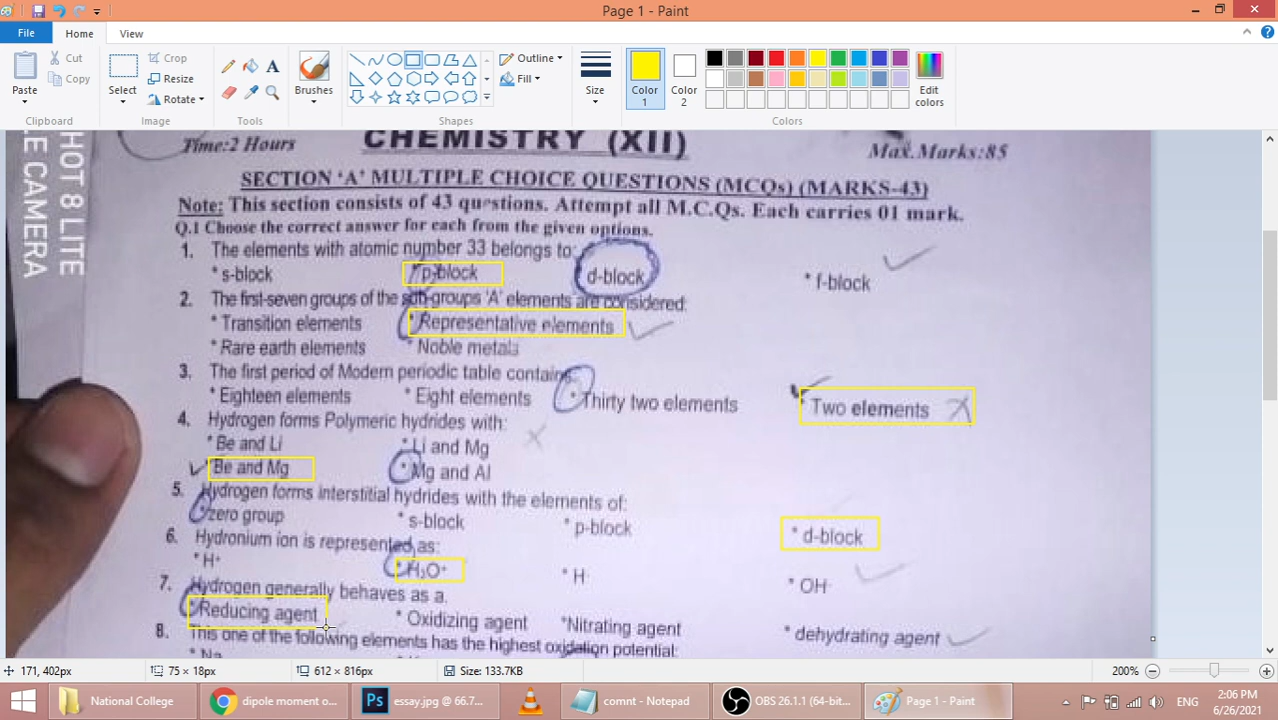 Page 1 - Paint
File
Home
View
Paste
Cut
Copy
Clipboard
Select
Crop
Resize
Rotate
Image
Tools
Brushes
Shapes
Outline
Fill
Size
Color 1
Color 2
Edit colors
Colors
HOT 8 LITE
E CAMERA
CHEMISTRY (XII)
Time:2 Hours
Max.Marks:85
SECTION 'A' MULTIPLE CHOICE QUESTIONS (MCQs) (MARKS-43)
Note: This section consists of 43 questions. Attempt all M.C.Qs. Each carries 01 mark.
Q.1 Choose the correct answer for each from the given options.
1. The elements with atomic number 33 belongs to:
* s-block * p-block d-block * f-block
2. The first-seven groups of the sub-groups 'A' elements are considered:
* Transition elements * Representative elements
* Rare earth elements * Noble metals
3. The first period of Modern periodic table contains:
* Eighteen elements * Eight elements * Thirty two elements * Two elements
4. Hydrogen forms Polymeric hydrides with:
* Be and Li * Li and Mg
* Be and Mg * Mg and Al
5. Hydrogen forms interstitial hydrides with the elements of:
* zero group * s-block * p-block * d-block
6. Hydronium ion is represented as:
* H⁺ * H₃O⁺ * H⁻ * OH⁻
7. Hydrogen generally behaves as a.
* Reducing agent * Oxidizing agent *Nitrating agent * dehydrating agent
8. This one of the following elements has the highest oxidation potential:
* Na
171, 402px
75 × 18px
612 × 816px
Size: 133.7KB
200%
National College
dipole moment o...
essay.jpg @ 66.7...
comnt - Notepad
OBS 26.1.1 (64-bit...
Page 1 - Paint
ENG
2:06 PM
6/26/2021